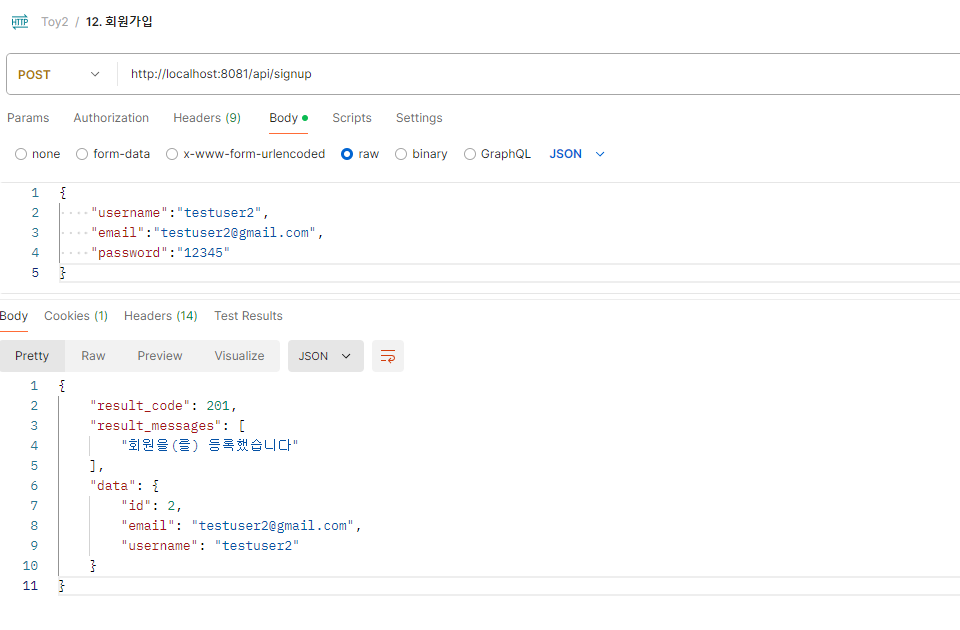 HTTP Toy2 / 12. 회원가입
POST http://localhost:8081/api/signup
Params Authorization Headers (9) Body Scripts Settings
none form-data x-www-form-urlencoded raw binary GraphQL JSON
1 {
2 "username":"testuser2",
3 "email":"testuser2@gmail.com",
4 "password":"12345"
5 }
Body Cookies (1) Headers (14) Test Results
Pretty Raw Preview Visualize JSON
1 {
2 "result_code": 201,
3 "result_messages": [
4 "회원을(를) 등록했습니다"
5 ],
6 "data": {
7 "id": 2,
8 "email": "testuser2@gmail.com",
9 "username": "testuser2"
10 }
11 }